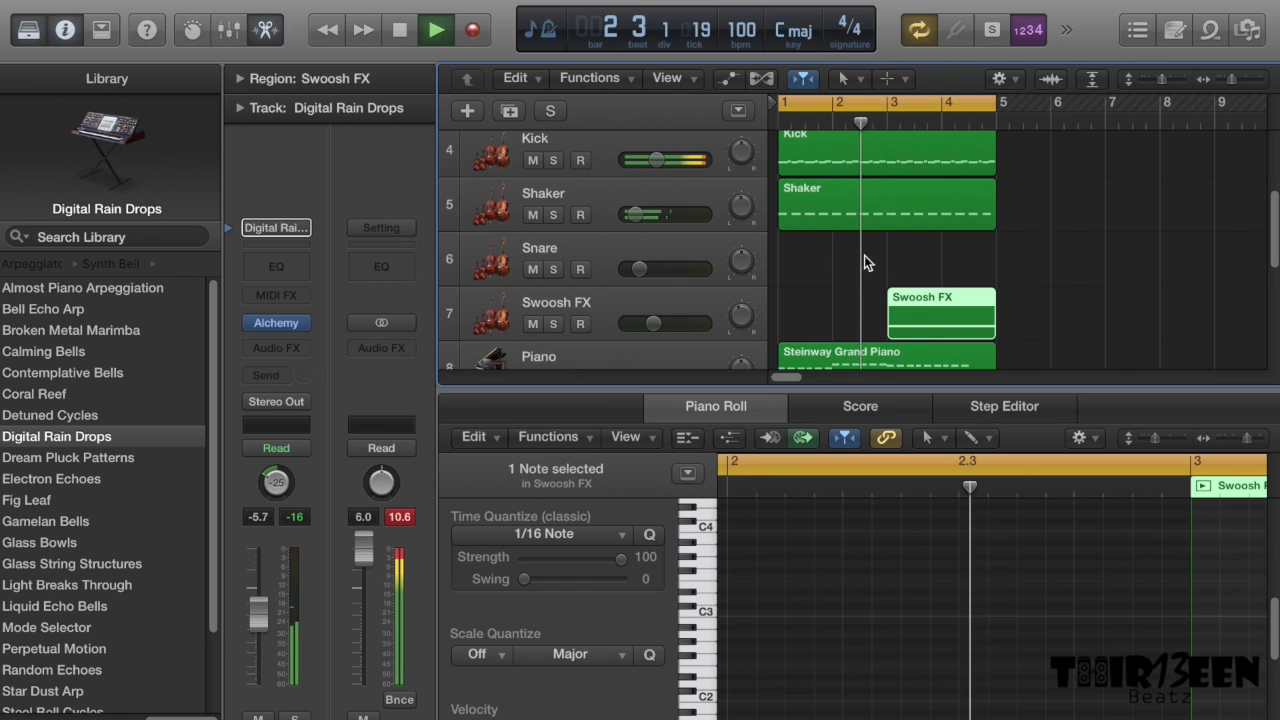 2 3 1 19 100 C maj 4/4
bar beat div tick bpm key signature
S 1234
Library
Digital Rain Drops
Search Library
Arpeggiato Synth Bell
Almost Piano Arpeggiation
Bell Echo Arp
Broken Metal Marimba
Calming Bells
Contemplative Bells
Coral Reef
Detuned Cycles
Digital Rain Drops
Dream Pluck Patterns
Electron Echoes
Fig Leaf
Gamelan Bells
Glass Bowls
Glass String Structures
Light Breaks Through
Liquid Echo Bells
Mode Selector
Perpetual Motion
Random Echoes
Star Dust Arp
Steel Bell Cycles
Region: Swoosh FX
Track: Digital Rain Drops
Digital Rai... Setting
EQ EQ
MIDI FX
Alchemy
Audio FX Audio FX
Send
Stereo Out
Read Read
-25
-5.7 -16 6.0 10.6
Bnce
M S M
Edit Functions View
S
1 2 3 4 5 6 7 8 9
4 Kick
M S R
L R
5 Shaker
M S R
L R
6 Snare
M S R
L R
7 Swoosh FX
M S R
L R
8 Piano
Kick
Shaker
Swoosh FX
Steinway Grand Piano
Piano Roll Score Step Editor
Edit Functions View
1 Note selected
in Swoosh FX
2 2.3 3
Swoosh F
Time Quantize (classic)
1/16 Note Q
Strength 100
Swing 0
Scale Quantize
Off Major Q
Velocity
C4
C3
C2
THIR13EEN
Beatz